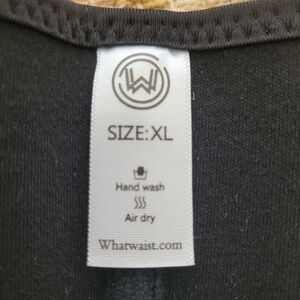 W
SIZE:XL
Hand wash
Air dry
Whatwaist.com